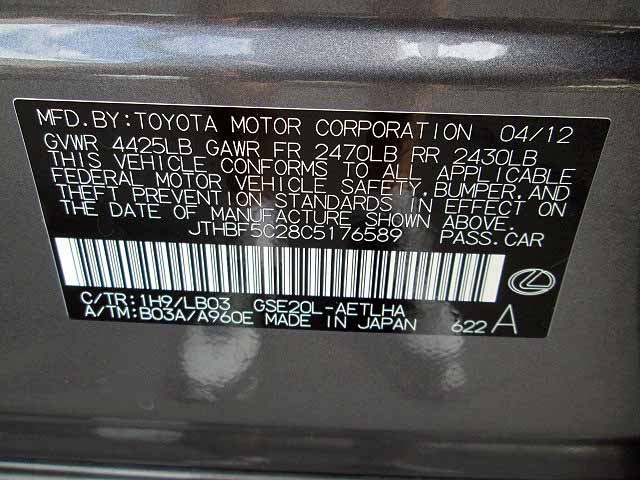 MFD.BY:TOYOTA MOTOR CORPORATION 04/12
GVWR 4425LB GAWR FR 2470LB RR 2430LB
THIS VEHICLE CONFORMS TO ALL APPLICABLE
FEDERAL MOTOR VEHICLE SAFETY,BUMPER,AND
THEFT PREVENTION STANDARDS IN EFFECT ON
THE DATE OF MANUFACTURE SHOWN ABOVE.
JTHBF5C28C5176589 PASS.CAR
C/TR:1H9/LB03 GSE20L-AETLHA
A/TM:B03A/A960E MADE IN JAPAN 622 A